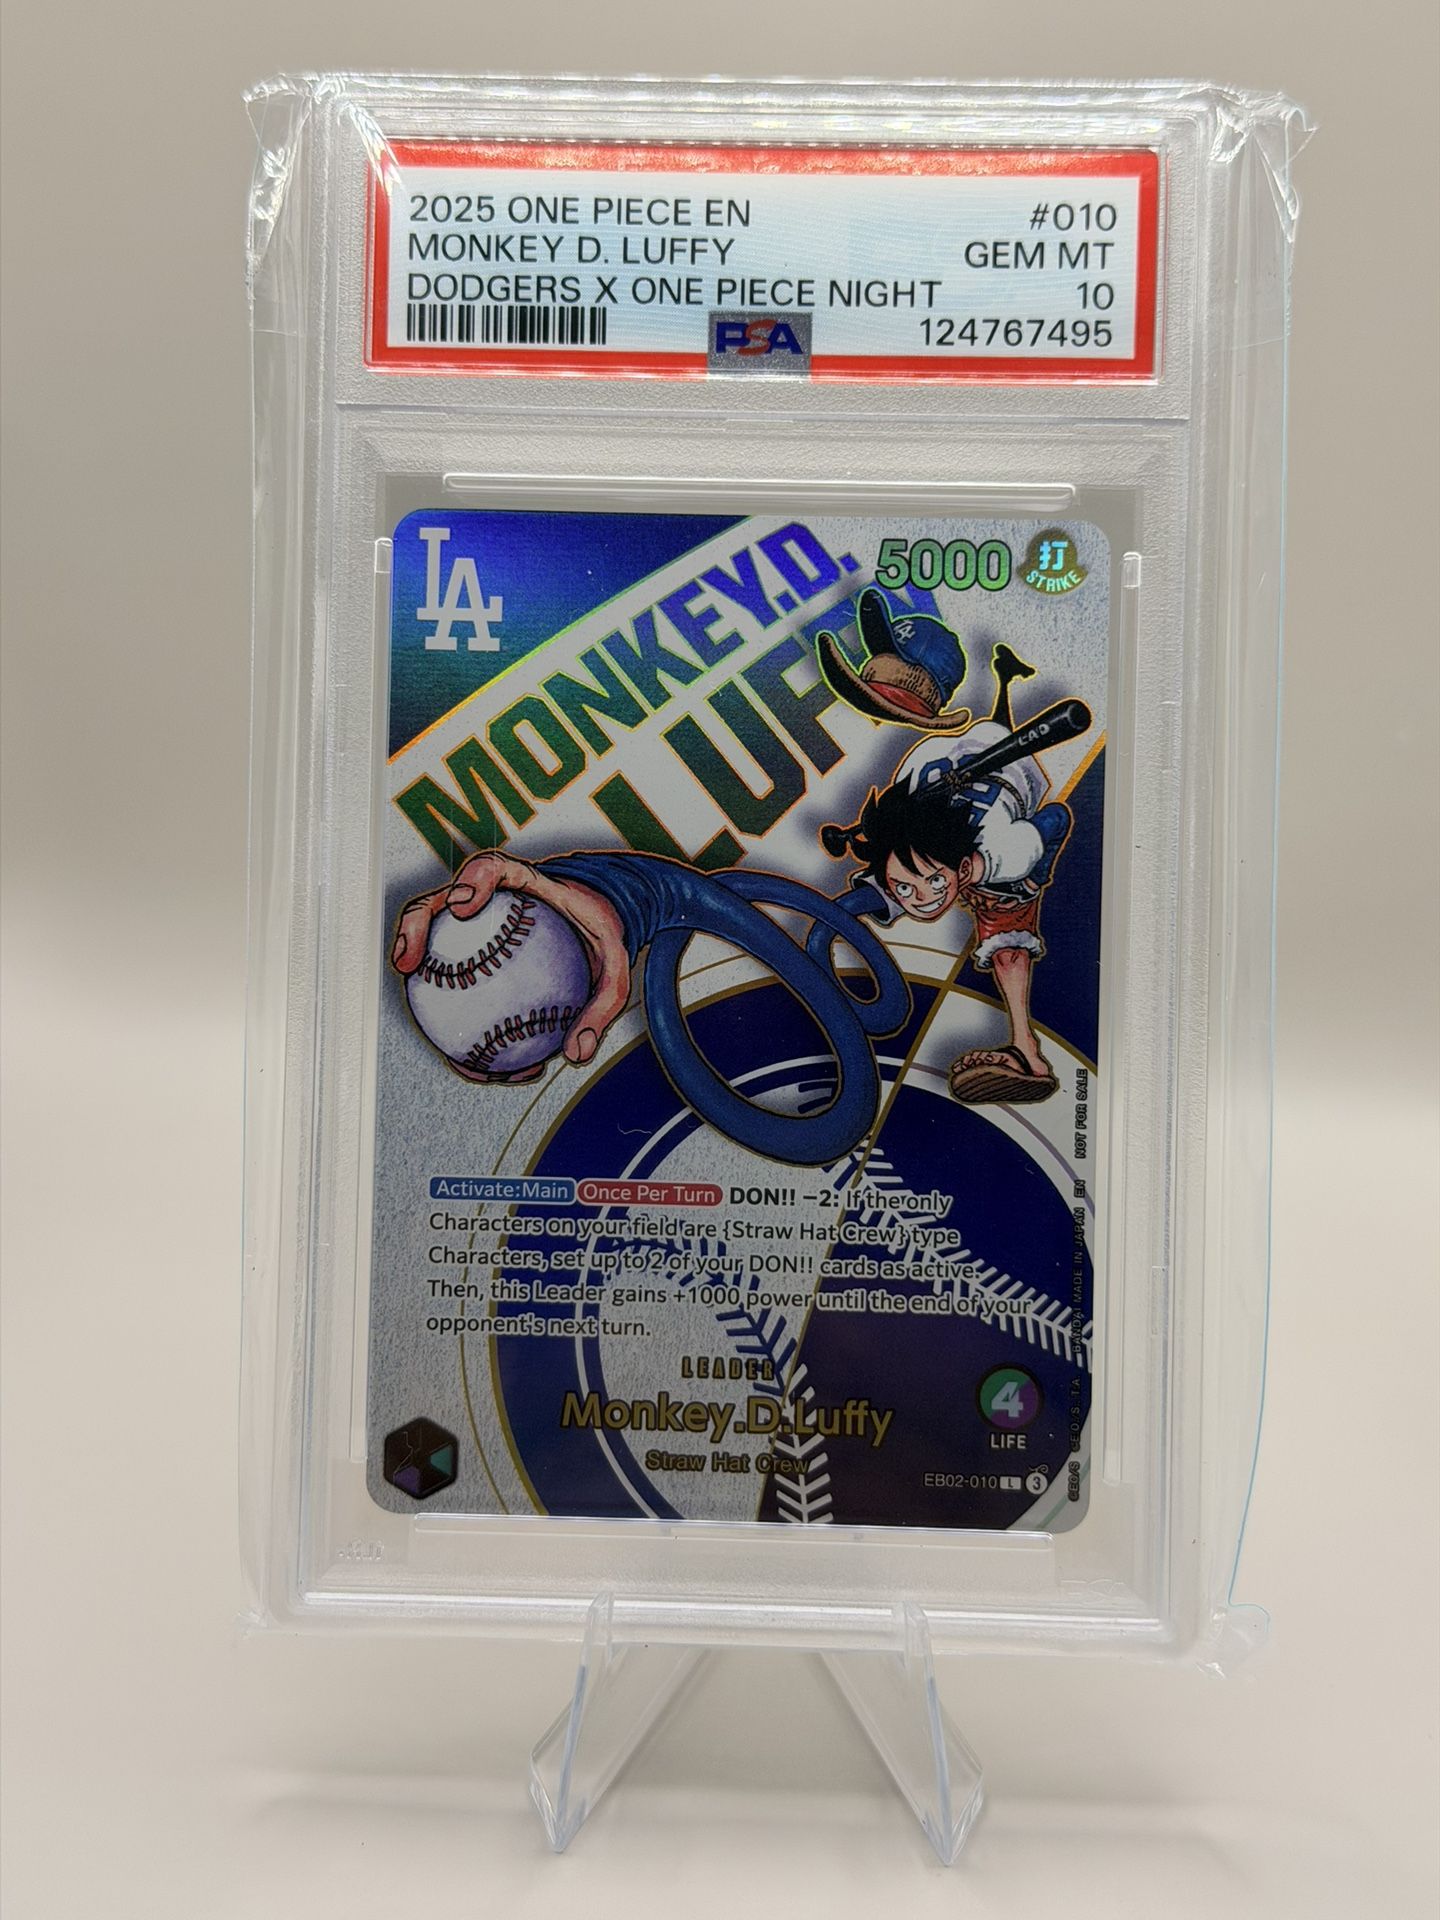 2025 ONE PIECE EN #010
MONKEY D. LUFFY GEM MT
DODGERS X ONE PIECE NIGHT 10
PSA 124767495
LA
MONKEY.D.
LUFFY
5000
打
STRIKE
LA
LAD
Activate:Main Once Per Turn DON!! −2: If the only
Characters on your field are {Straw Hat Crew} type
Characters, set up to 2 of your DON!! cards as active.
Then, this Leader gains +1000 power until the end of your
opponent's next turn.
LEADER
Monkey.D.Luffy
Straw Hat Crew
4
LIFE
EB02-010 L 3
©EO/S ©E.O./S.,T.A. BANDAI MADE IN JAPAN EN NOT FOR SALE